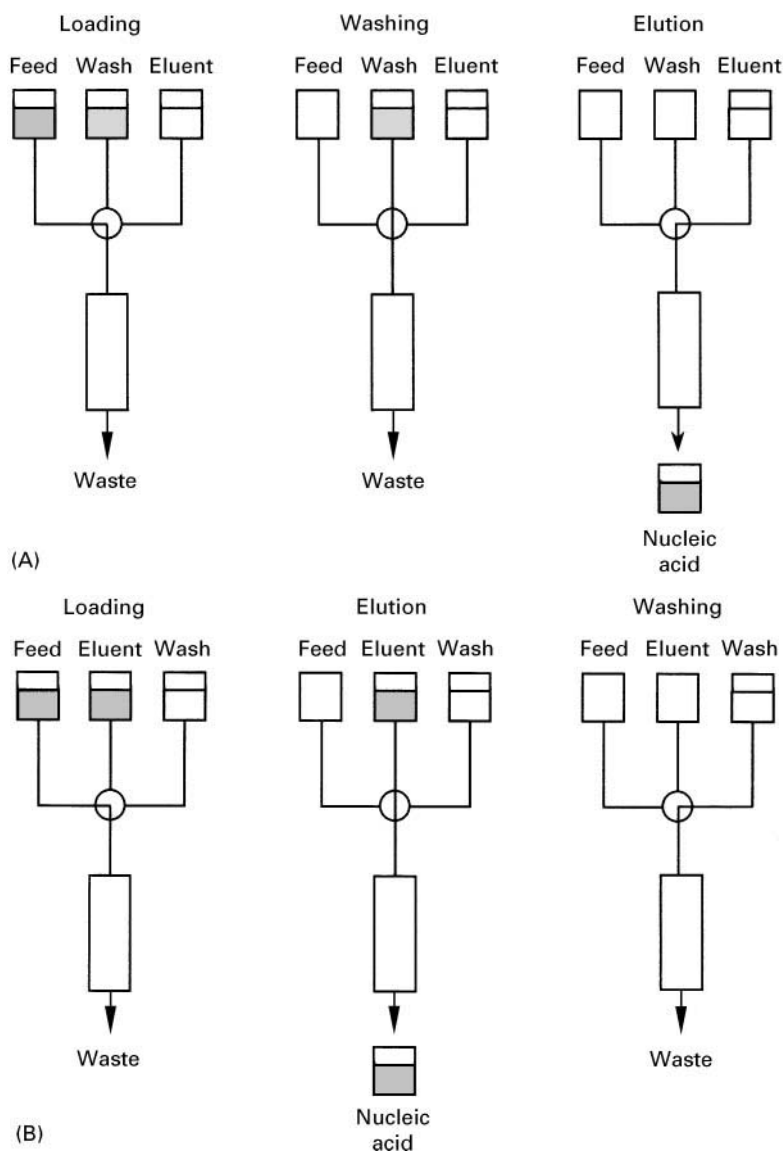 Loading Washing Elution
Feed Wash Eluent Feed Wash Eluent Feed Wash Eluent
Waste Waste
Nucleic
acid
(A)
Loading Elution Washing
Feed Eluent Wash Feed Eluent Wash Feed Eluent Wash
Waste Waste
Nucleic
acid
(B)